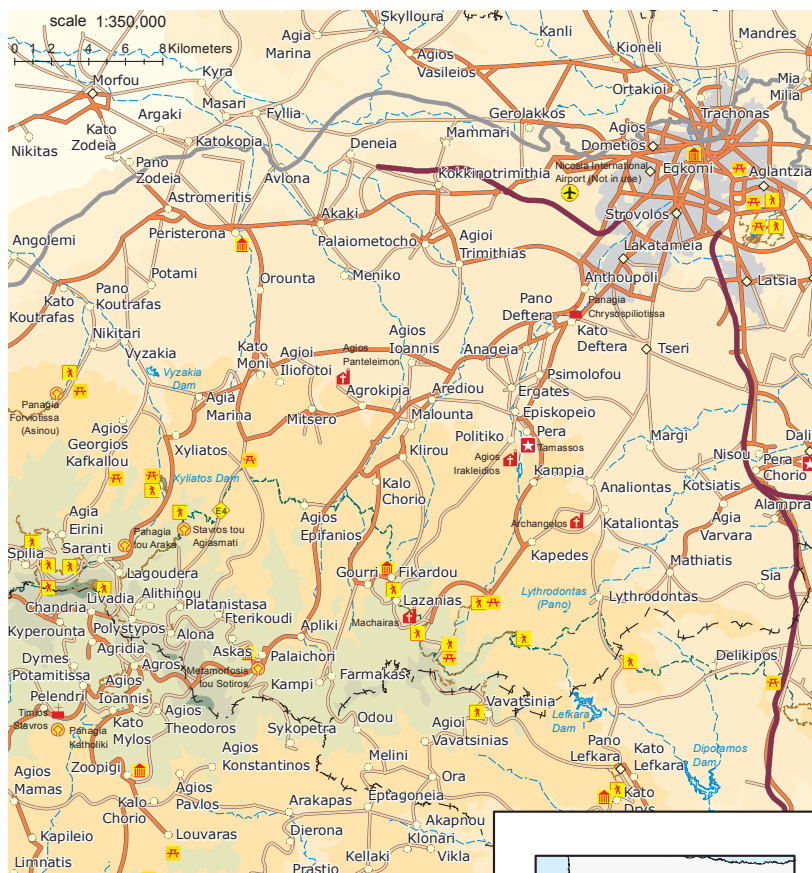 scale 1:350,000
0 1 2 4 6 8 Kilometers
Skylloura
Agia
Marina
Kanli
Mandres
Kioneli
Agios
Vasileios
Morfou
Kyra
Mia
Milia
Ortakioi
Masari
Fyllia
Gerolakkos
Trachonas
Argaki
Kato
Zodeia
Nikitas
Katokopia
Deneia
Mammari
Agios
Dometios
Pano
Zodeia
Avlona
Kokkinotrimithia
Nicosia International
Airport (Not in use)
Egkomi
Aglantzia
Astromeritis
Akaki
Strovolos
Angolemi
Peristerona
Palaiometocho
Agioi
Trimithias
Lakatameia
Potami
Orounta
Meniko
Anthoupoli
Latsia
Kato
Koutrafas
Pano
Koutrafas
Pano
Deftera
Panagia
Chrysospiliotissa
Nikitari
Agios
Ioannis
Kato
Deftera
Vyzakia
Kato
Moni
Agioi
Iliofotoi
Agios
Panteleimon
Anageia
Tseri
Vyzakia
Dam
Psimolofou
Panagia
Forviotissa
(Asinou)
Agia
Marina
Agrokipia
Arediou
Ergates
Mitsero
Malounta
Episkopeio
Agios
Georgios
Kafkallou
Xyliatos
Klirou
Politiko
Pera
Tamassos
Margi
Dali
Agios
Irakleidios
Nisou
Pera
Chorio
Xyliatos Dam
Kalo
Chorio
Kampia
Analiontas
Kotsiatis
Agia
Eirini
E4
Agios
Epifanios
Archangelos
Kataliontas
Agia
Varvara
Alampra
Spilia
Saranti
Panagia
tou Araka
Stavros tou
Agiasmati
Kapedes
Mathiatis
Lagoudera
Gourri
Fikardou
Lythrodontas
(Pano)
Lythrodontas
Sia
Chandria
Livadia
Alithinou
Platanistasa
Lazanias
Kyperounta
Polystypos
Alona
Fterikoudi
Machairas
Apliki
Agridia
Askas
Palaichori
Delikipos
Dymes
Potamitissa
Agros
Metamorfosis
tou Sotiros
Farmakas
Pelendri
Agios
Ioannis
Kampi
Vavatsinia
Timios
Stavros
Panagia
Katholiki
Kato
Mylos
Agios
Theodoros
Sykopetra
Odou
Agioi
Vavatsinias
Lefkara
Dam
Zoopigi
Agios
Konstantinos
Melini
Pano
Lefkara
Kato
Lefkara
Dipotamos
Dam
Agios
Mamas
Ora
Kalo
Chorio
Agios
Pavlos
Arakapas
Eptagoneia
Kato
Drys
Akapnou
Kapileio
Louvaras
Dierona
Klonari
Limnatis
Kellaki
Vikla
Prastio